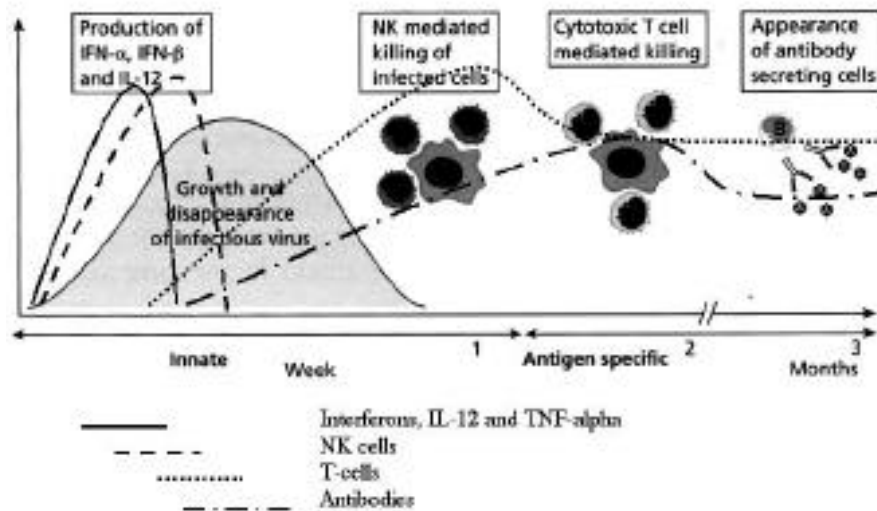 Production of
IFN-α, IFN-β
and IL-12
NK mediated
killing of
infected cells
Cytotoxic T cell
mediated killing
Appearance
of antibody
secreting cells
B
Growth and
disappearance
of infectious virus
1
2
3
Innate
Week
Antigen specific
Months
Interferons, IL-12 and TNF-alpha
NK cells
T-cells
Antibodies